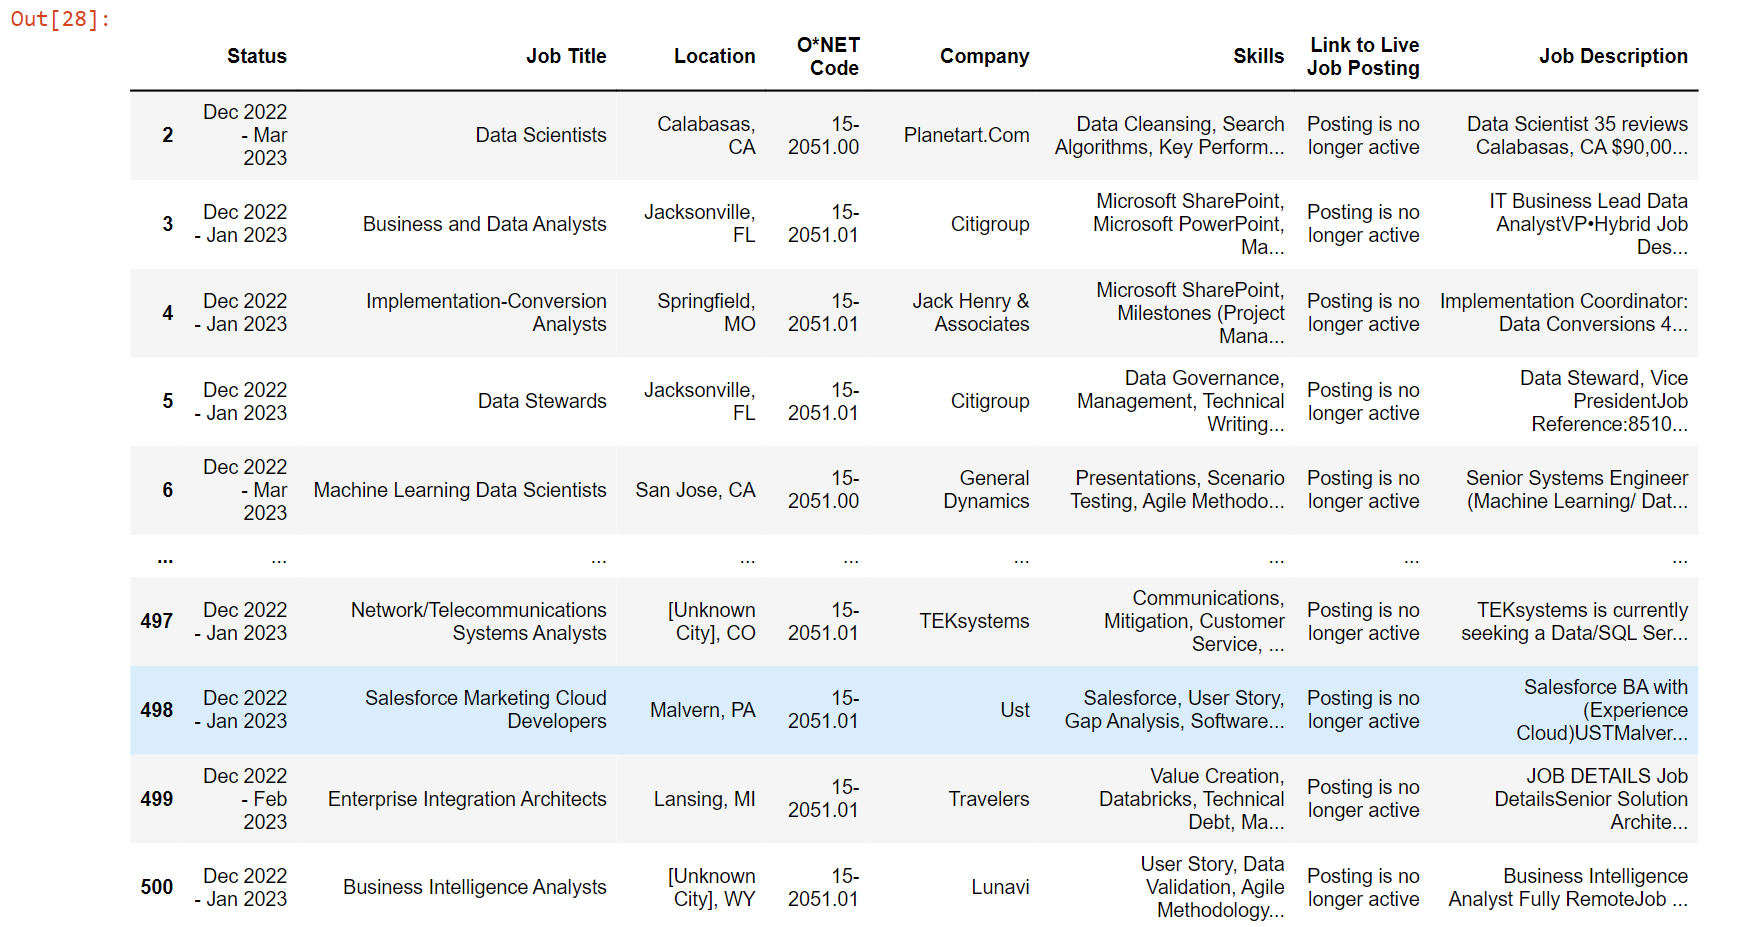 Out[28]:
Status Job Title Location O*NET Code Company Skills Link to Live Job Posting Job Description
2 Dec 2022 - Mar 2023 Data Scientists Calabasas, CA 15-2051.00 Planetart.Com Data Cleansing, Search Algorithms, Key Perform... Posting is no longer active Data Scientist 35 reviews Calabasas, CA $90,00...
3 Dec 2022 - Jan 2023 Business and Data Analysts Jacksonville, FL 15-2051.01 Citigroup Microsoft SharePoint, Microsoft PowerPoint, Ma... Posting is no longer active IT Business Lead Data AnalystVP•Hybrid Job Des...
4 Dec 2022 - Jan 2023 Implementation-Conversion Analysts Springfield, MO 15-2051.01 Jack Henry & Associates Microsoft SharePoint, Milestones (Project Mana... Posting is no longer active Implementation Coordinator: Data Conversions 4...
5 Dec 2022 - Jan 2023 Data Stewards Jacksonville, FL 15-2051.01 Citigroup Data Governance, Management, Technical Writing... Posting is no longer active Data Steward, Vice PresidentJob Reference:8510...
6 Dec 2022 - Mar 2023 Machine Learning Data Scientists San Jose, CA 15-2051.00 General Dynamics Presentations, Scenario Testing, Agile Methodo... Posting is no longer active Senior Systems Engineer (Machine Learning/ Dat...
... ... ... ... ... ... ... ... ...
497 Dec 2022 - Jan 2023 Network/Telecommunications Systems Analysts [Unknown City], CO 15-2051.01 TEKsystems Communications, Mitigation, Customer Service, ... Posting is no longer active TEKsystems is currently seeking a Data/SQL Ser...
498 Dec 2022 - Jan 2023 Salesforce Marketing Cloud Developers Malvern, PA 15-2051.01 Ust Salesforce, User Story, Gap Analysis, Software... Posting is no longer active Salesforce BA with (Experience Cloud)USTMalver...
499 Dec 2022 - Feb 2023 Enterprise Integration Architects Lansing, MI 15-2051.01 Travelers Value Creation, Databricks, Technical Debt, Ma... Posting is no longer active JOB DETAILS Job DetailsSenior Solution Archite...
500 Dec 2022 - Jan 2023 Business Intelligence Analysts [Unknown City], WY 15-2051.01 Lunavi User Story, Data Validation, Agile Methodology... Posting is no longer active Business Intelligence Analyst Fully RemoteJob ...